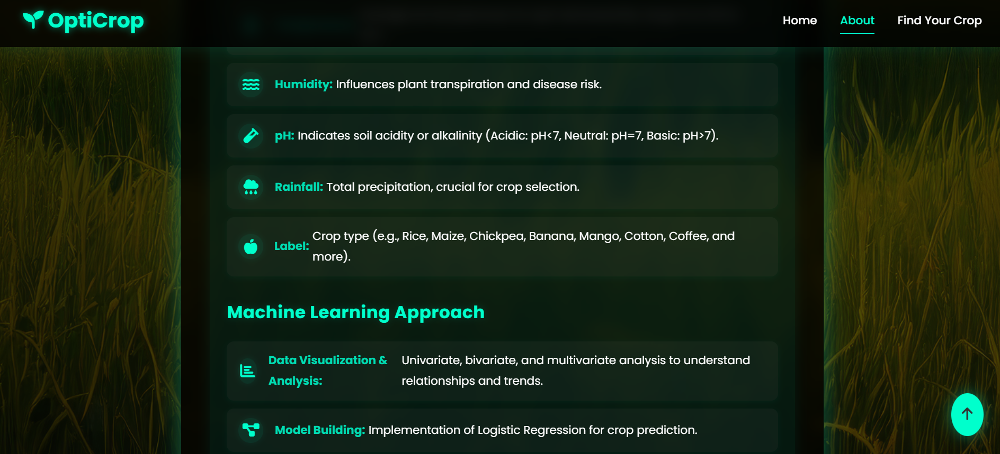 OptiCrop
Home
About
Find Your Crop
Humidity: Influences plant transpiration and disease risk.
pH: Indicates soil acidity or alkalinity (Acidic: pH<7, Neutral: pH=7, Basic: pH>7).
Rainfall: Total precipitation, crucial for crop selection.
Label: Crop type (e.g., Rice, Maize, Chickpea, Banana, Mango, Cotton, Coffee, and
more).
Machine Learning Approach
Data Visualization &
Analysis:
Univariate, bivariate, and multivariate analysis to understand
relationships and trends.
Model Building: Implementation of Logistic Regression for crop prediction.